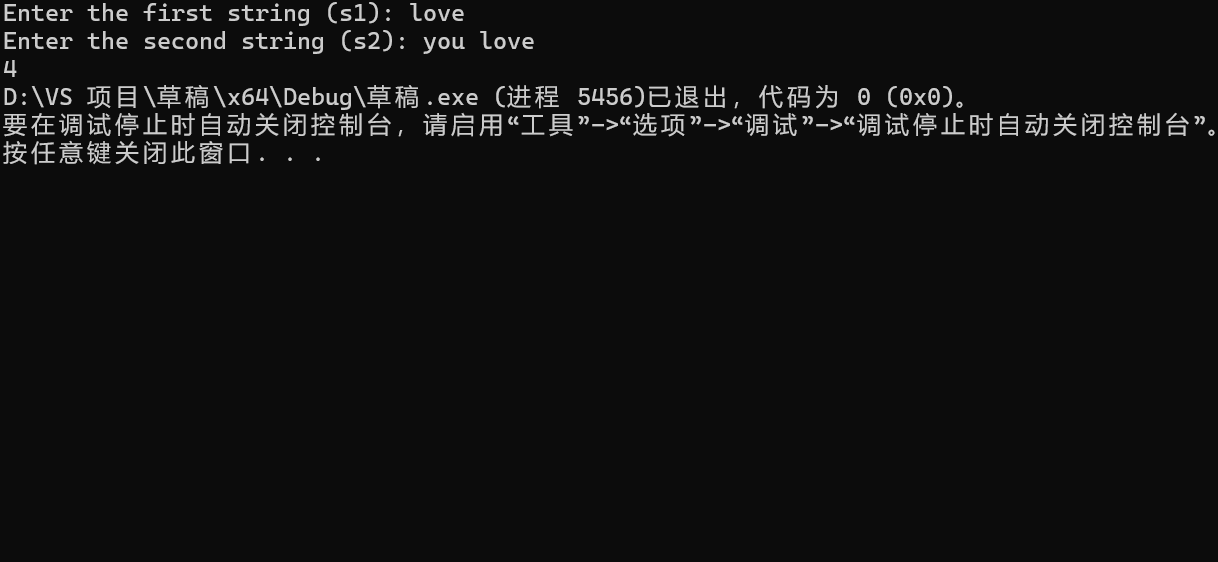 Enter the first string (s1): love
Enter the second string (s2): you love
4
D:\VS 项目\草稿\x64\Debug\草稿.exe (进程 5456)已退出，代码为 0 (0x0)。
要在调试停止时自动关闭控制台，请启用“工具”->“选项”->“调试”->“调试停止时自动关闭控制台”。
按任意键关闭此窗口. . .